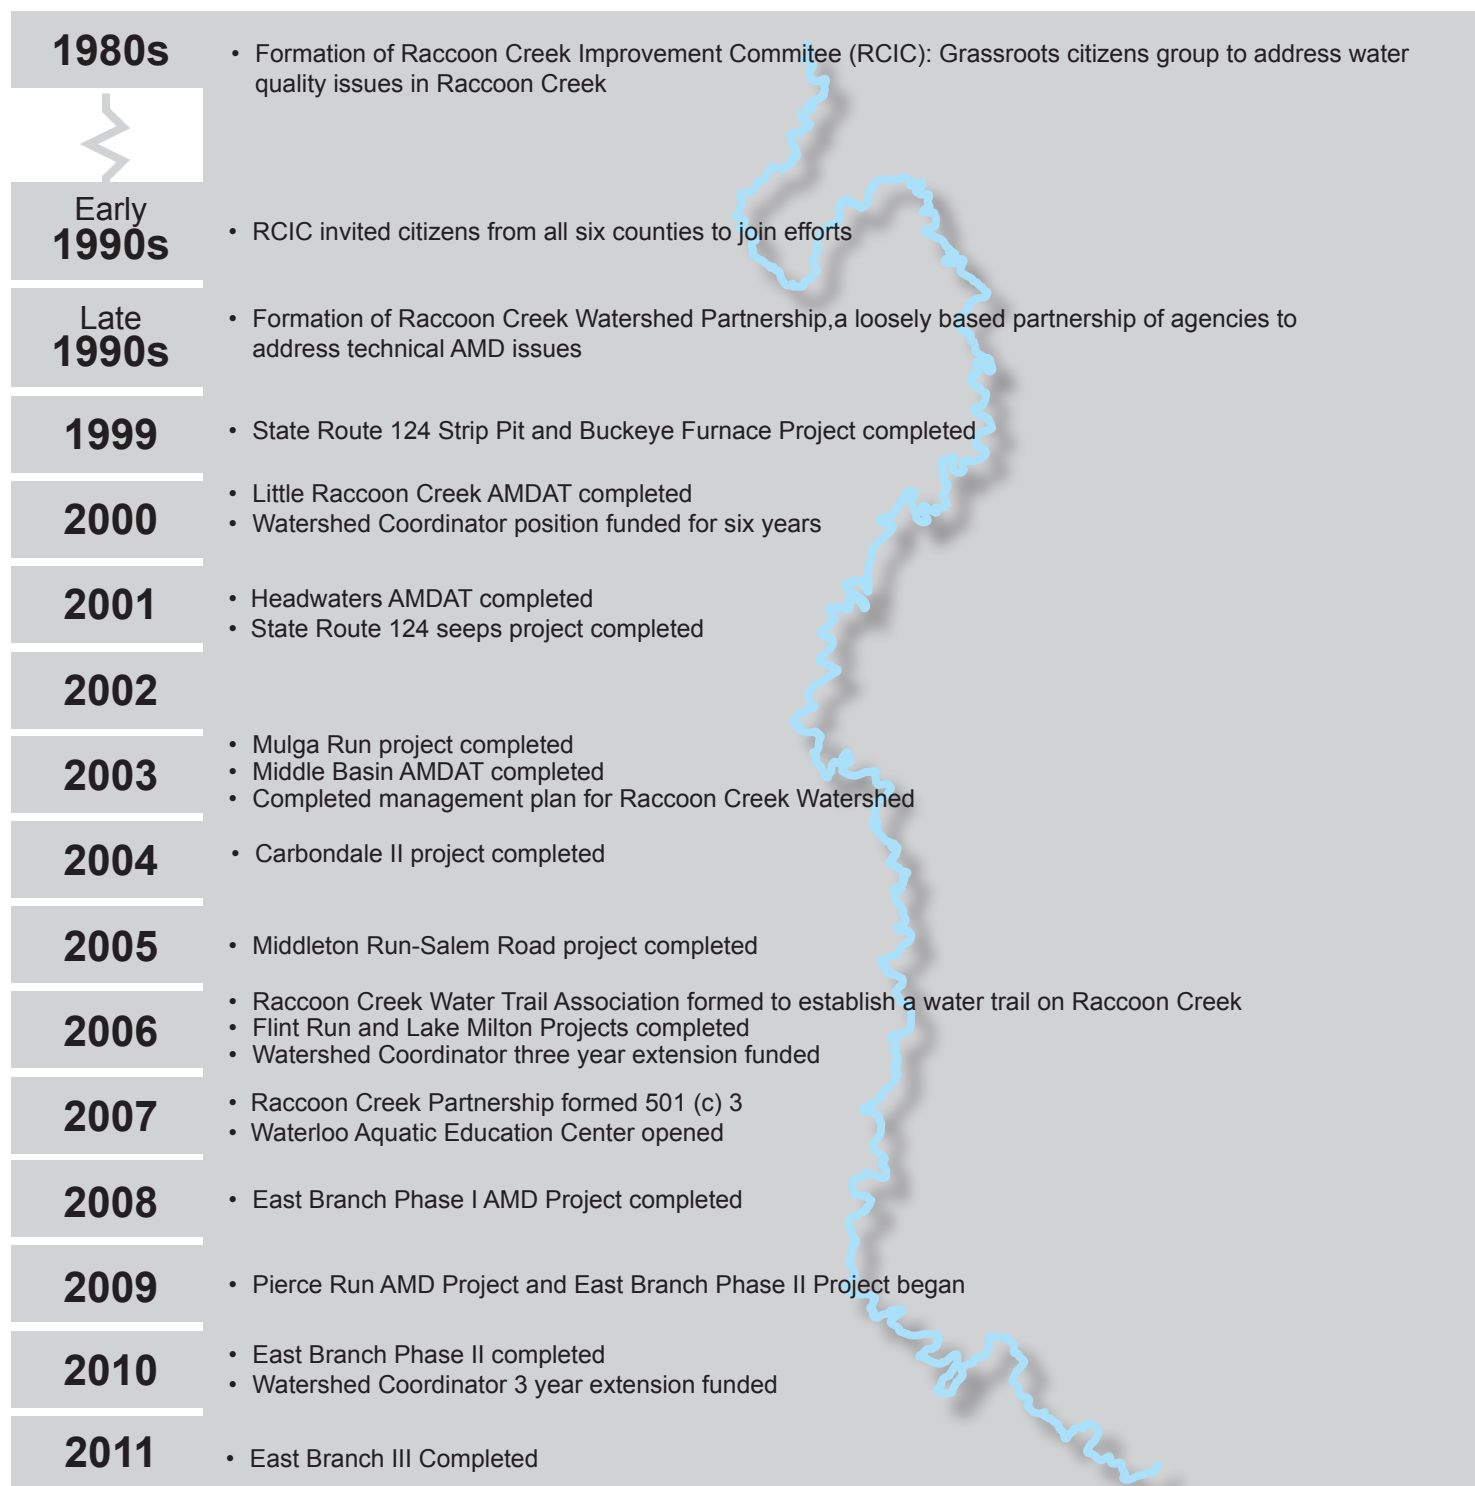 1980s
• Formation of Raccoon Creek Improvement Commitee (RCIC): Grassroots citizens group to address water
quality issues in Raccoon Creek
Early
1990s
• RCIC invited citizens from all six counties to join efforts
Late
1990s
• Formation of Raccoon Creek Watershed Partnership,a loosely based partnership of agencies to
address technical AMD issues
1999
• State Route 124 Strip Pit and Buckeye Furnace Project completed
2000
• Little Raccoon Creek AMDAT completed
• Watershed Coordinator position funded for six years
2001
• Headwaters AMDAT completed
• State Route 124 seeps project completed
2002
2003
• Mulga Run project completed
• Middle Basin AMDAT completed
• Completed management plan for Raccoon Creek Watershed
2004
• Carbondale II project completed
2005
• Middleton Run-Salem Road project completed
2006
• Raccoon Creek Water Trail Association formed to establish a water trail on Raccoon Creek
• Flint Run and Lake Milton Projects completed
• Watershed Coordinator three year extension funded
2007
• Raccoon Creek Partnership formed 501 (c) 3
• Waterloo Aquatic Education Center opened
2008
• East Branch Phase I AMD Project completed
2009
• Pierce Run AMD Project and East Branch Phase II Project began
2010
• East Branch Phase II completed
• Watershed Coordinator 3 year extension funded
2011
• East Branch III Completed